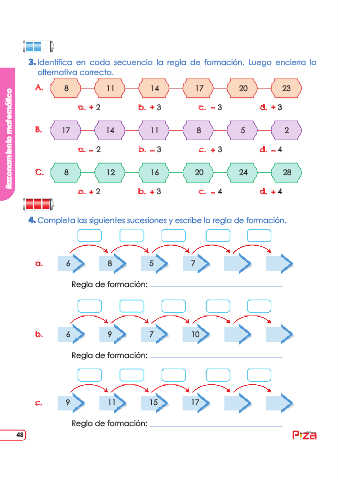 3. Identifica en cada secuencia la regla de formación. Luego encierra la
alternativa correcta.
A. 8 11 14 17 20 23
a. + 2 b. + 3 c. - 3 d. + 3
B. 17 14 11 8 5 2
a. - 2 b. - 3 c. + 3 d. - 4
C. 8 12 16 20 24 28
a. + 2 b. + 3 c. - 4 d. + 4
4. Completa las siguientes sucesiones y escribe la regla de formación.
a. 6 8 5 7
Regla de formación:
b. 6 9 7 10
Regla de formación:
c. 9 11 15 17
Regla de formación:
Razonamiento matemático
48
Pizza